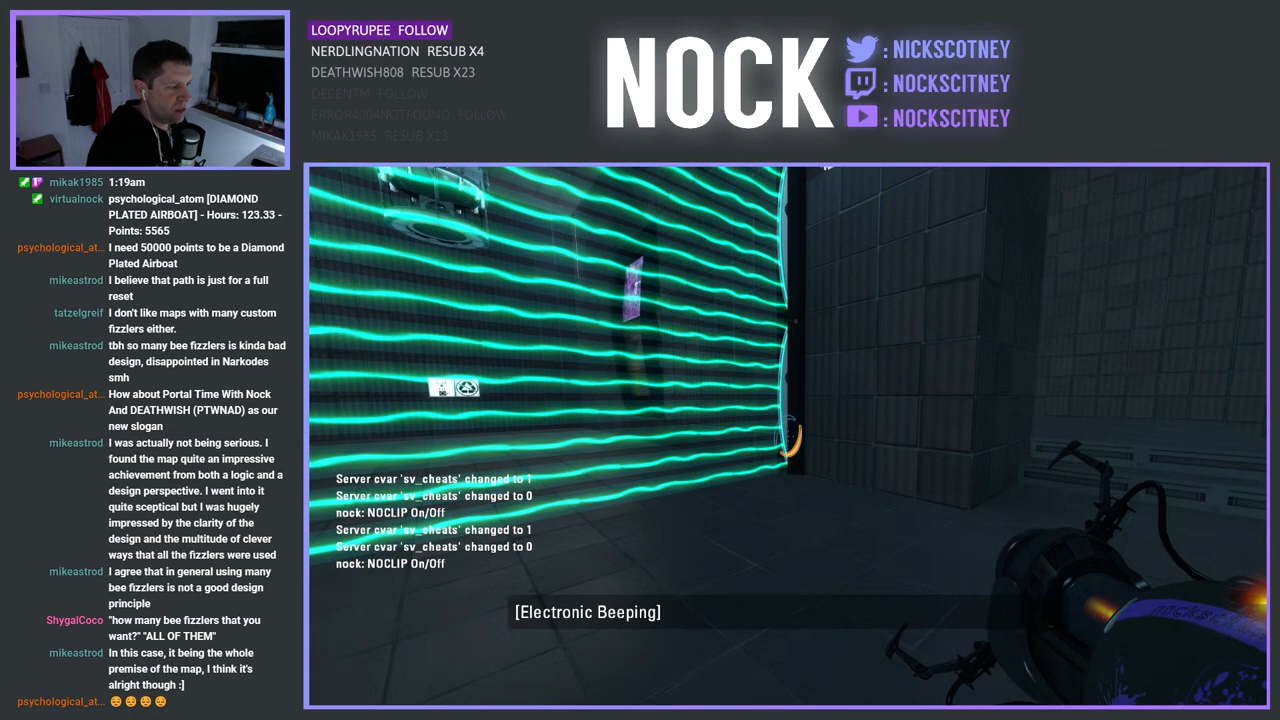 LOOPYRUPEE FOLLOW
NERDLINGNATION RESUB X4
DEATHWISH808 RESUB X23
DECENTM FOLLOW
ERROR4004NOTFOUND FOLLOW
MIKAK1985 RESUB X13
NOCK
: NICKSCOTNEY
: NOCKSCITNEY
: NOCKSCITNEY
mikak1985 1:19am
virtualnock psychological_atom [DIAMOND
PLATED AIRBOAT] - Hours: 123.33 -
Points: 5565
psychological_at... I need 50000 points to be a Diamond
Plated Airboat
mikeastrod I believe that path is just for a full
reset
tatzelgreif I don't like maps with many custom
fizzlers either.
mikeastrod tbh so many bee fizzlers is kinda bad
design, disappointed in Narkodes
smh
psychological_at... How about Portal Time With Nock
And DEATHWISH (PTWNAD) as our
new slogan
mikeastrod I was actually not being serious. I
found the map quite an impressive
achievement from both a logic and a
design perspective. I went into it
quite sceptical but I was hugely
impressed by the clarity of the
design and the multitude of clever
ways that all the fizzlers were used
mikeastrod I agree that in general using many
bee fizzlers is not a good design
principle
ShygalCoco "how many bee fizzlers that you
want?" "ALL OF THEM"
mikeastrod In this case, it being the whole
premise of the map, I think it's
alright though :]
psychological_at...
Server cvar 'sv_cheats' changed to 1
Server cvar 'sv_cheats' changed to 0
nock: NOCLIP On/Off
Server cvar 'sv_cheats' changed to 1
Server cvar 'sv_cheats' changed to 0
nock: NOCLIP On/Off
[Electronic Beeping]